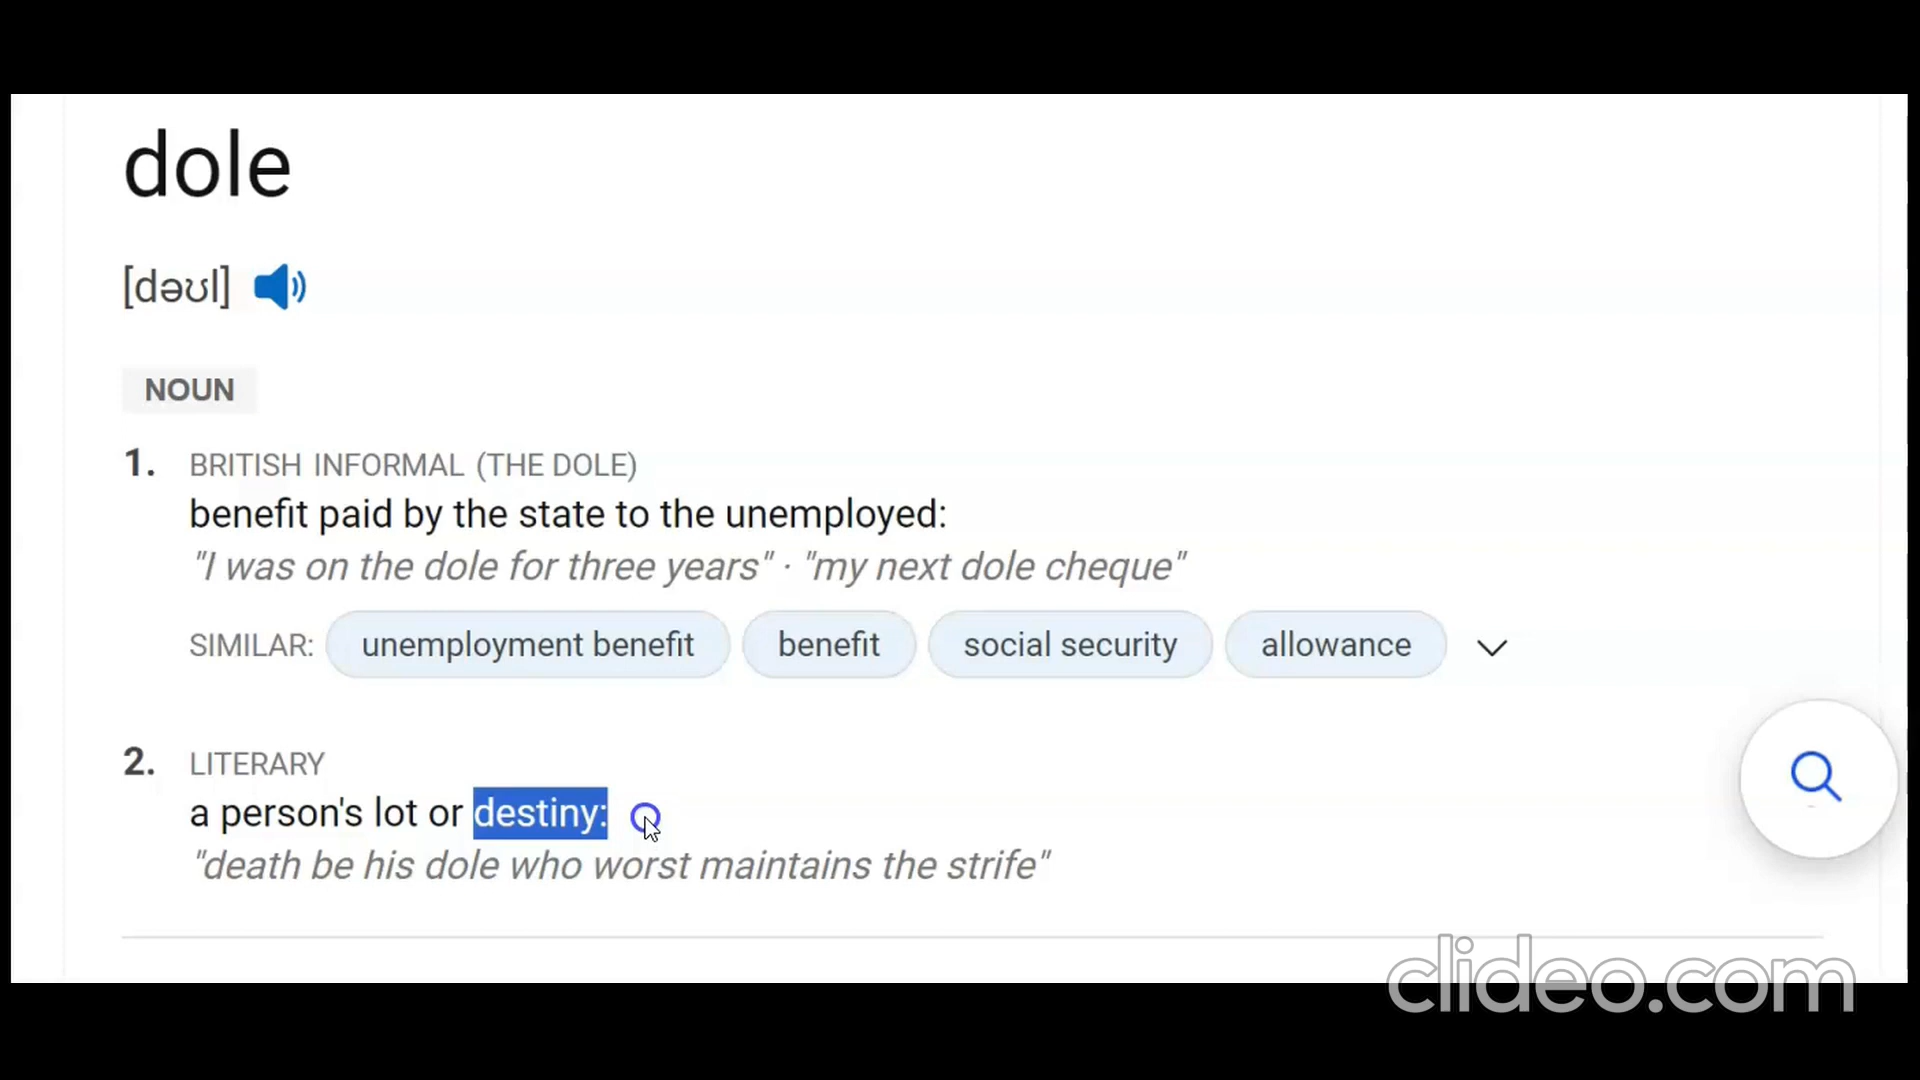 dole
[dəʊl]
NOUN
1. BRITISH INFORMAL (THE DOLE)
benefit paid by the state to the unemployed:
"I was on the dole for three years" · "my next dole cheque"
SIMILAR: unemployment benefit benefit social security allowance
2. LITERARY
a person's lot or destiny:
"death be his dole who worst maintains the strife"
clideo.com